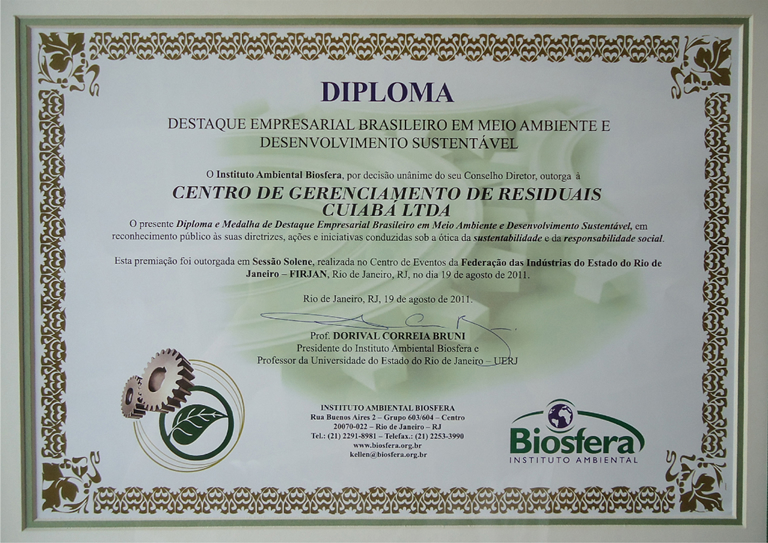 DIPLOMA
DESTAQUE EMPRESARIAL BRASILEIRO EM MEIO AMBIENTE E
DESENVOLVIMENTO SUSTENTÁVEL
O Instituto Ambiental Biosfera, por decisão unânime do seu Conselho Diretor, outorga à
CENTRO DE GERENCIAMENTO DE RESIDUAIS
CUIABÁ LTDA
O presente Diploma e Medalha de Destaque Empresarial Brasileiro em Meio Ambiente e Desenvolvimento Sustentável, em
reconhecimento público às suas diretrizes, ações e iniciativas conduzidas sob a ótica da sustentabilidade e da responsabilidade social.
Esta premiação foi outorgada em Sessão Solene, realizada no Centro de Eventos da Federação das Indústrias do Estado do Rio de
Janeiro – FIRJAN, Rio de Janeiro, RJ, no dia 19 de agosto de 2011.
Rio de Janeiro, RJ, 19 de agosto de 2011.
Prof. DORIVAL CORREIA BRUNI
Presidente do Instituto Ambiental Biosfera e
Professor da Universidade do Estado do Rio de Janeiro – UERJ
INSTITUTO AMBIENTAL BIOSFERA
Rua Buenos Aires 2 – Grupo 603/604 – Centro
20070-022 – Rio de Janeiro – RJ
Tel.: (21) 2291-8981 – Telefax.: (21) 2253-3990
www.biosfera.org.br
kellen@biosfera.org.br
Biosfera
INSTITUTO AMBIENTAL